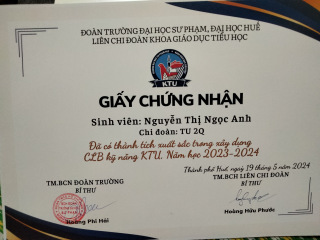 ĐOÀN TRƯỜNG ĐẠI HỌC SƯ PHẠM, ĐẠI HỌC HUẾ
LIÊN CHI ĐOÀN KHOA GIÁO DỤC TIỂU HỌC
KTU
GIẤY CHỨNG NHẬN
Sinh viên: Nguyễn Thị Ngọc Anh
Chi đoàn: TU 2Q
Đã có thành tích xuất sắc trong xây dựng
CLB kỹ năng KTU. Năm học 2023-2024
Thành phố Huế, ngày 19 tháng 5 năm 2024
TM.BCN ĐOÀN TRƯỜNG
BÍ THƯ
TM.BCN LIÊN CHI ĐOÀN
BÍ THƯ
Hoàng Phi Hải
Hoàng Hữu Phước